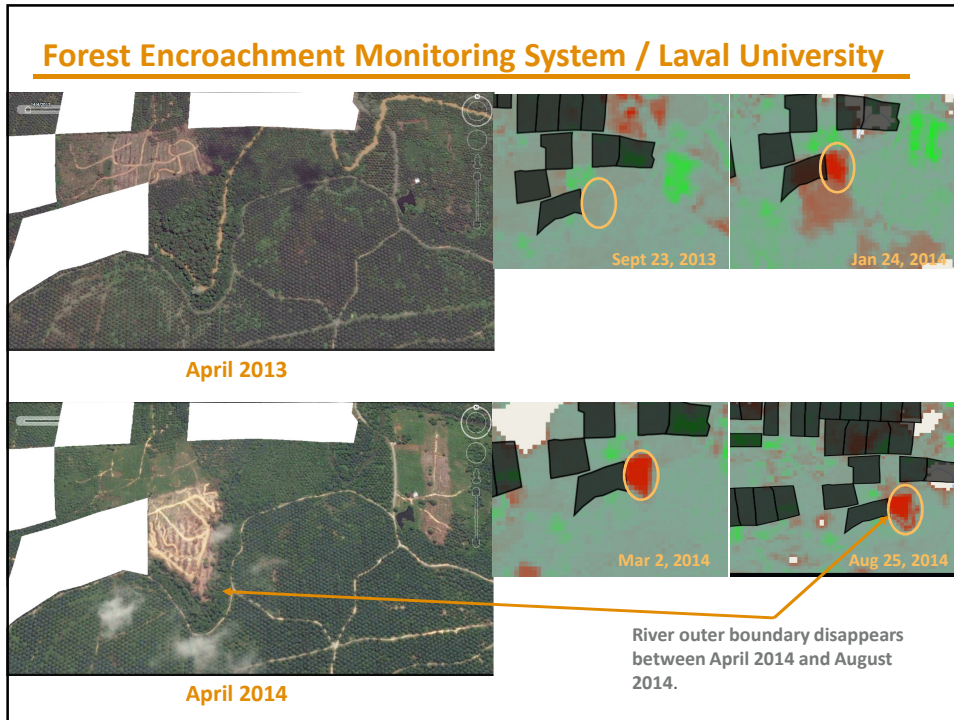 Forest Encroachment Monitoring System / Laval University
Sept 23, 2013
Jan 24, 2014
April 2013
Mar 2, 2014
Aug 25, 2014
River outer boundary disappears
between April 2014 and August
2014.
April 2014